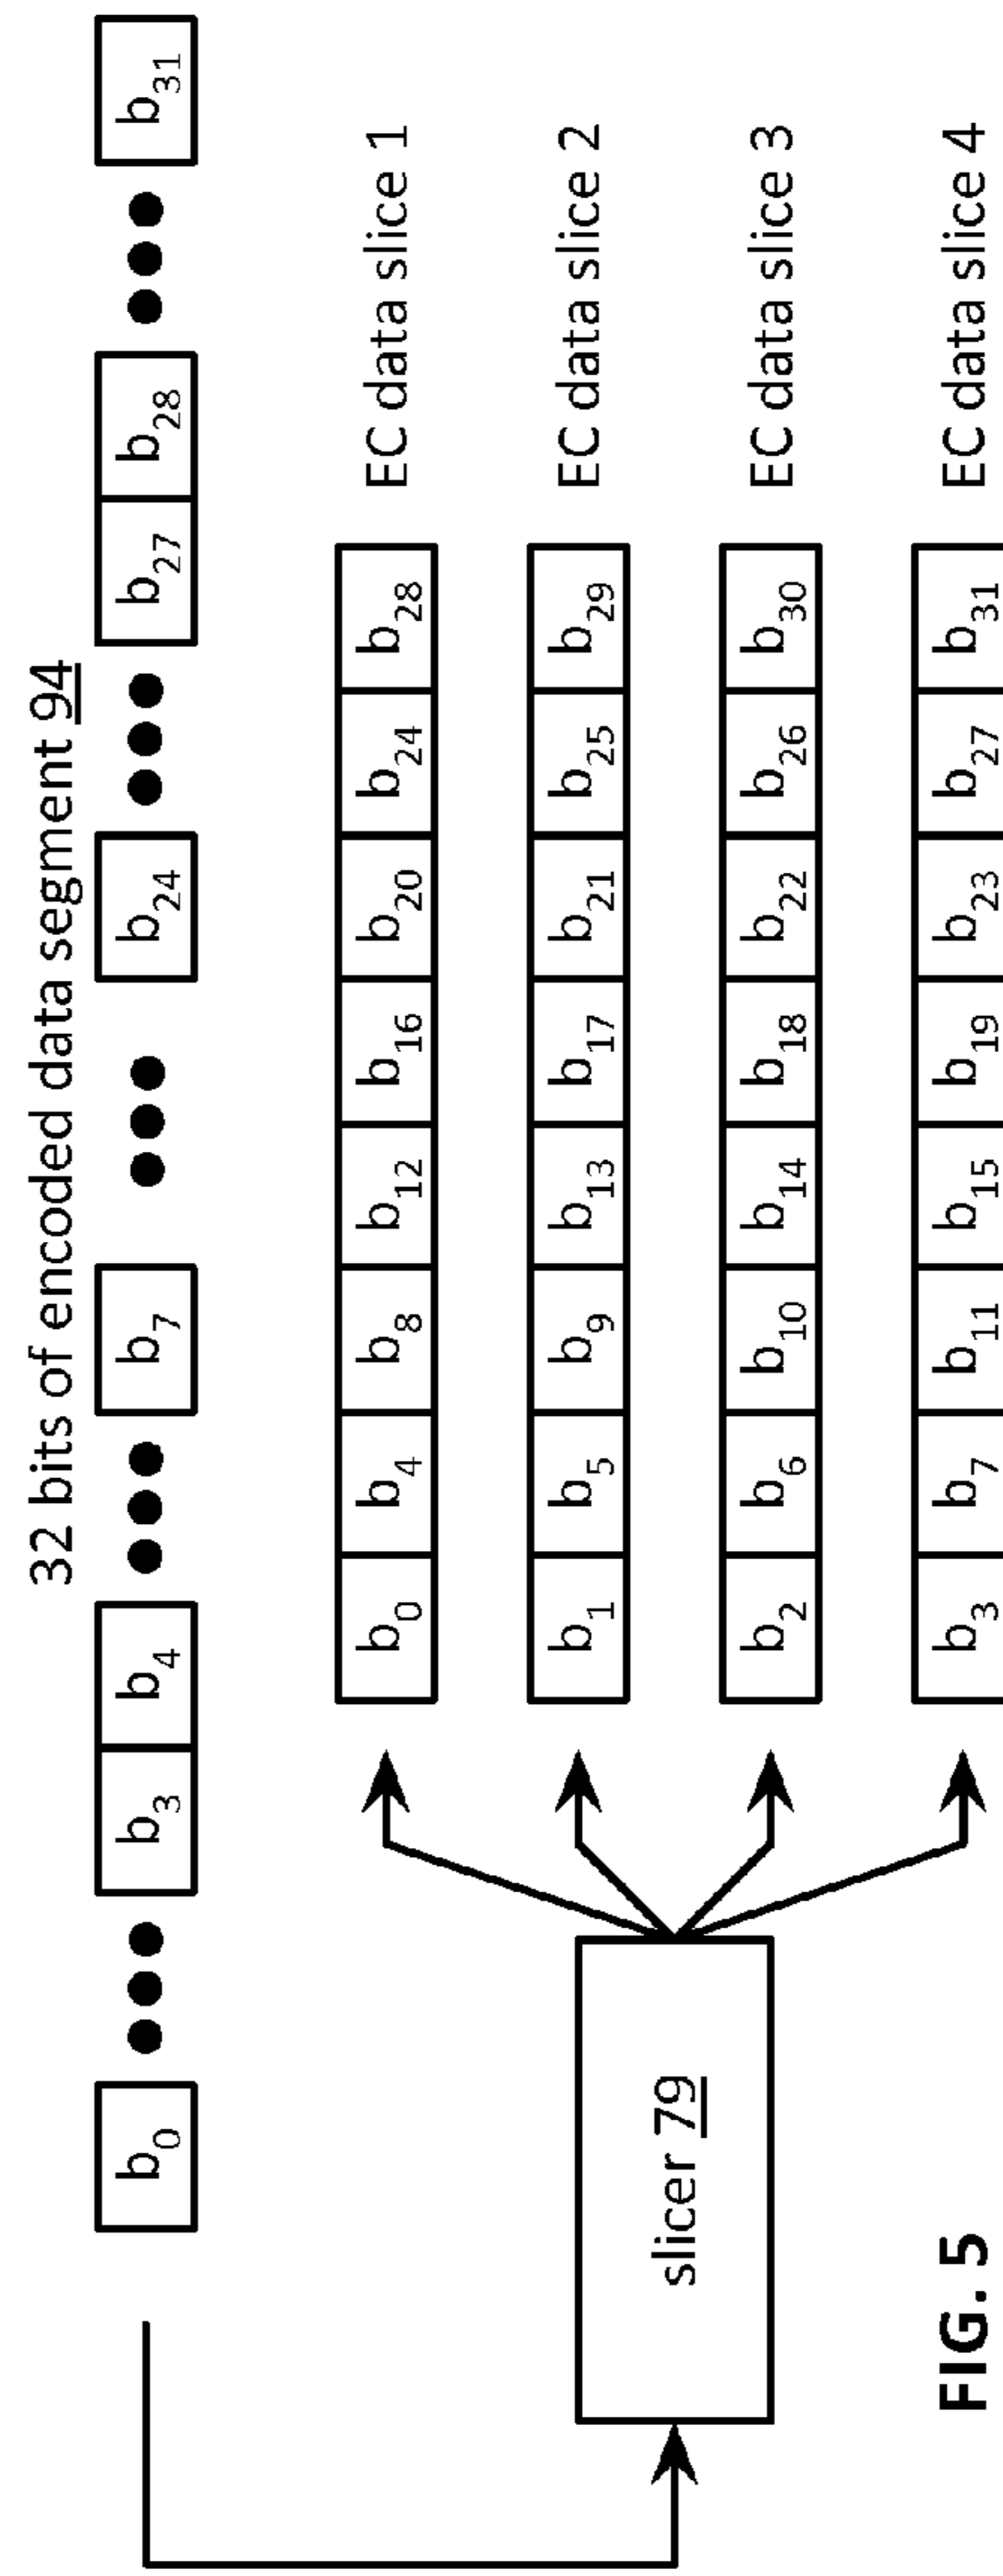 32 bits of encoded data segment 94
b0 ●●● b3 b4 ●●● b7 ●●● b24 ●●● b27 b28 ●●● b31
b0 b4 b8 b12 b16 b20 b24 b28 EC data slice 1
b1 b5 b9 b13 b17 b21 b25 b29 EC data slice 2
slicer 79
b2 b6 b10 b14 b18 b22 b26 b30 EC data slice 3
b3 b7 b11 b15 b19 b23 b27 b31 EC data slice 4
FIG. 5